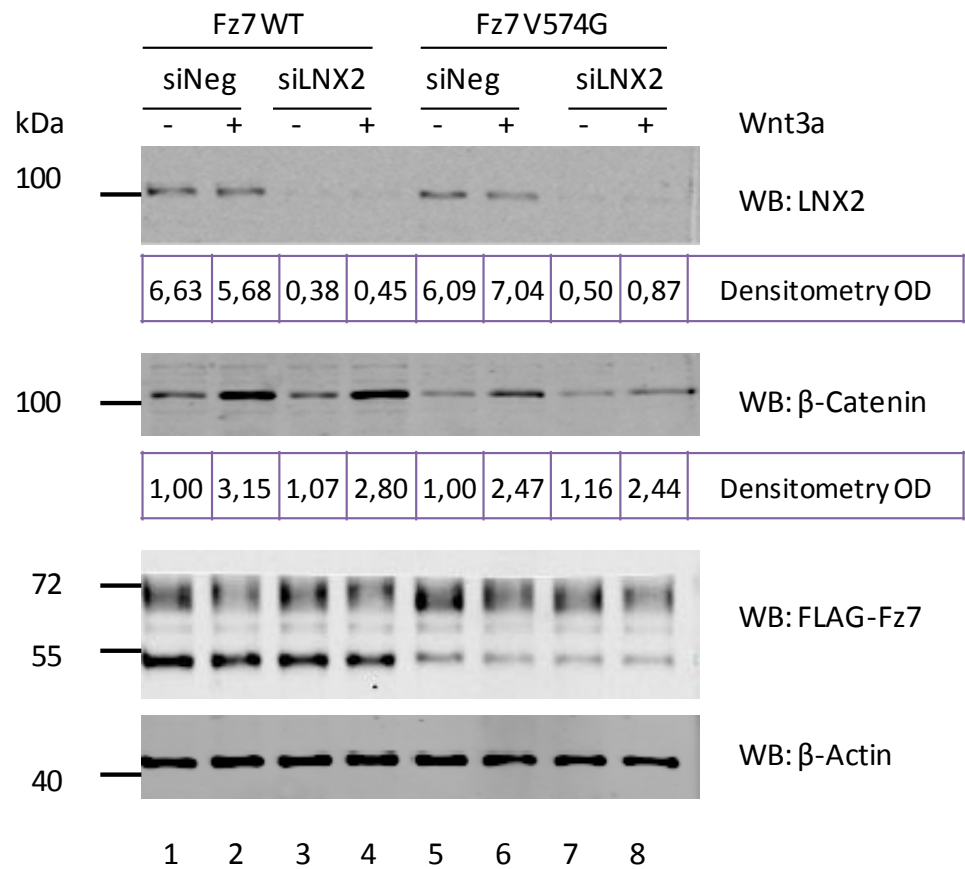 Fz7 WT Fz7 V574G
siNeg siLNX2 siNeg siLNX2
kDa - + - + - + - + Wnt3a
100 WB: LNX2
6,63 5,68 0,38 0,45 6,09 7,04 0,50 0,87 Densitometry OD
100 WB: β-Catenin
1,00 3,15 1,07 2,80 1,00 2,47 1,16 2,44 Densitometry OD
72
WB: FLAG-Fz7
55
WB: β-Actin
40
1 2 3 4 5 6 7 8